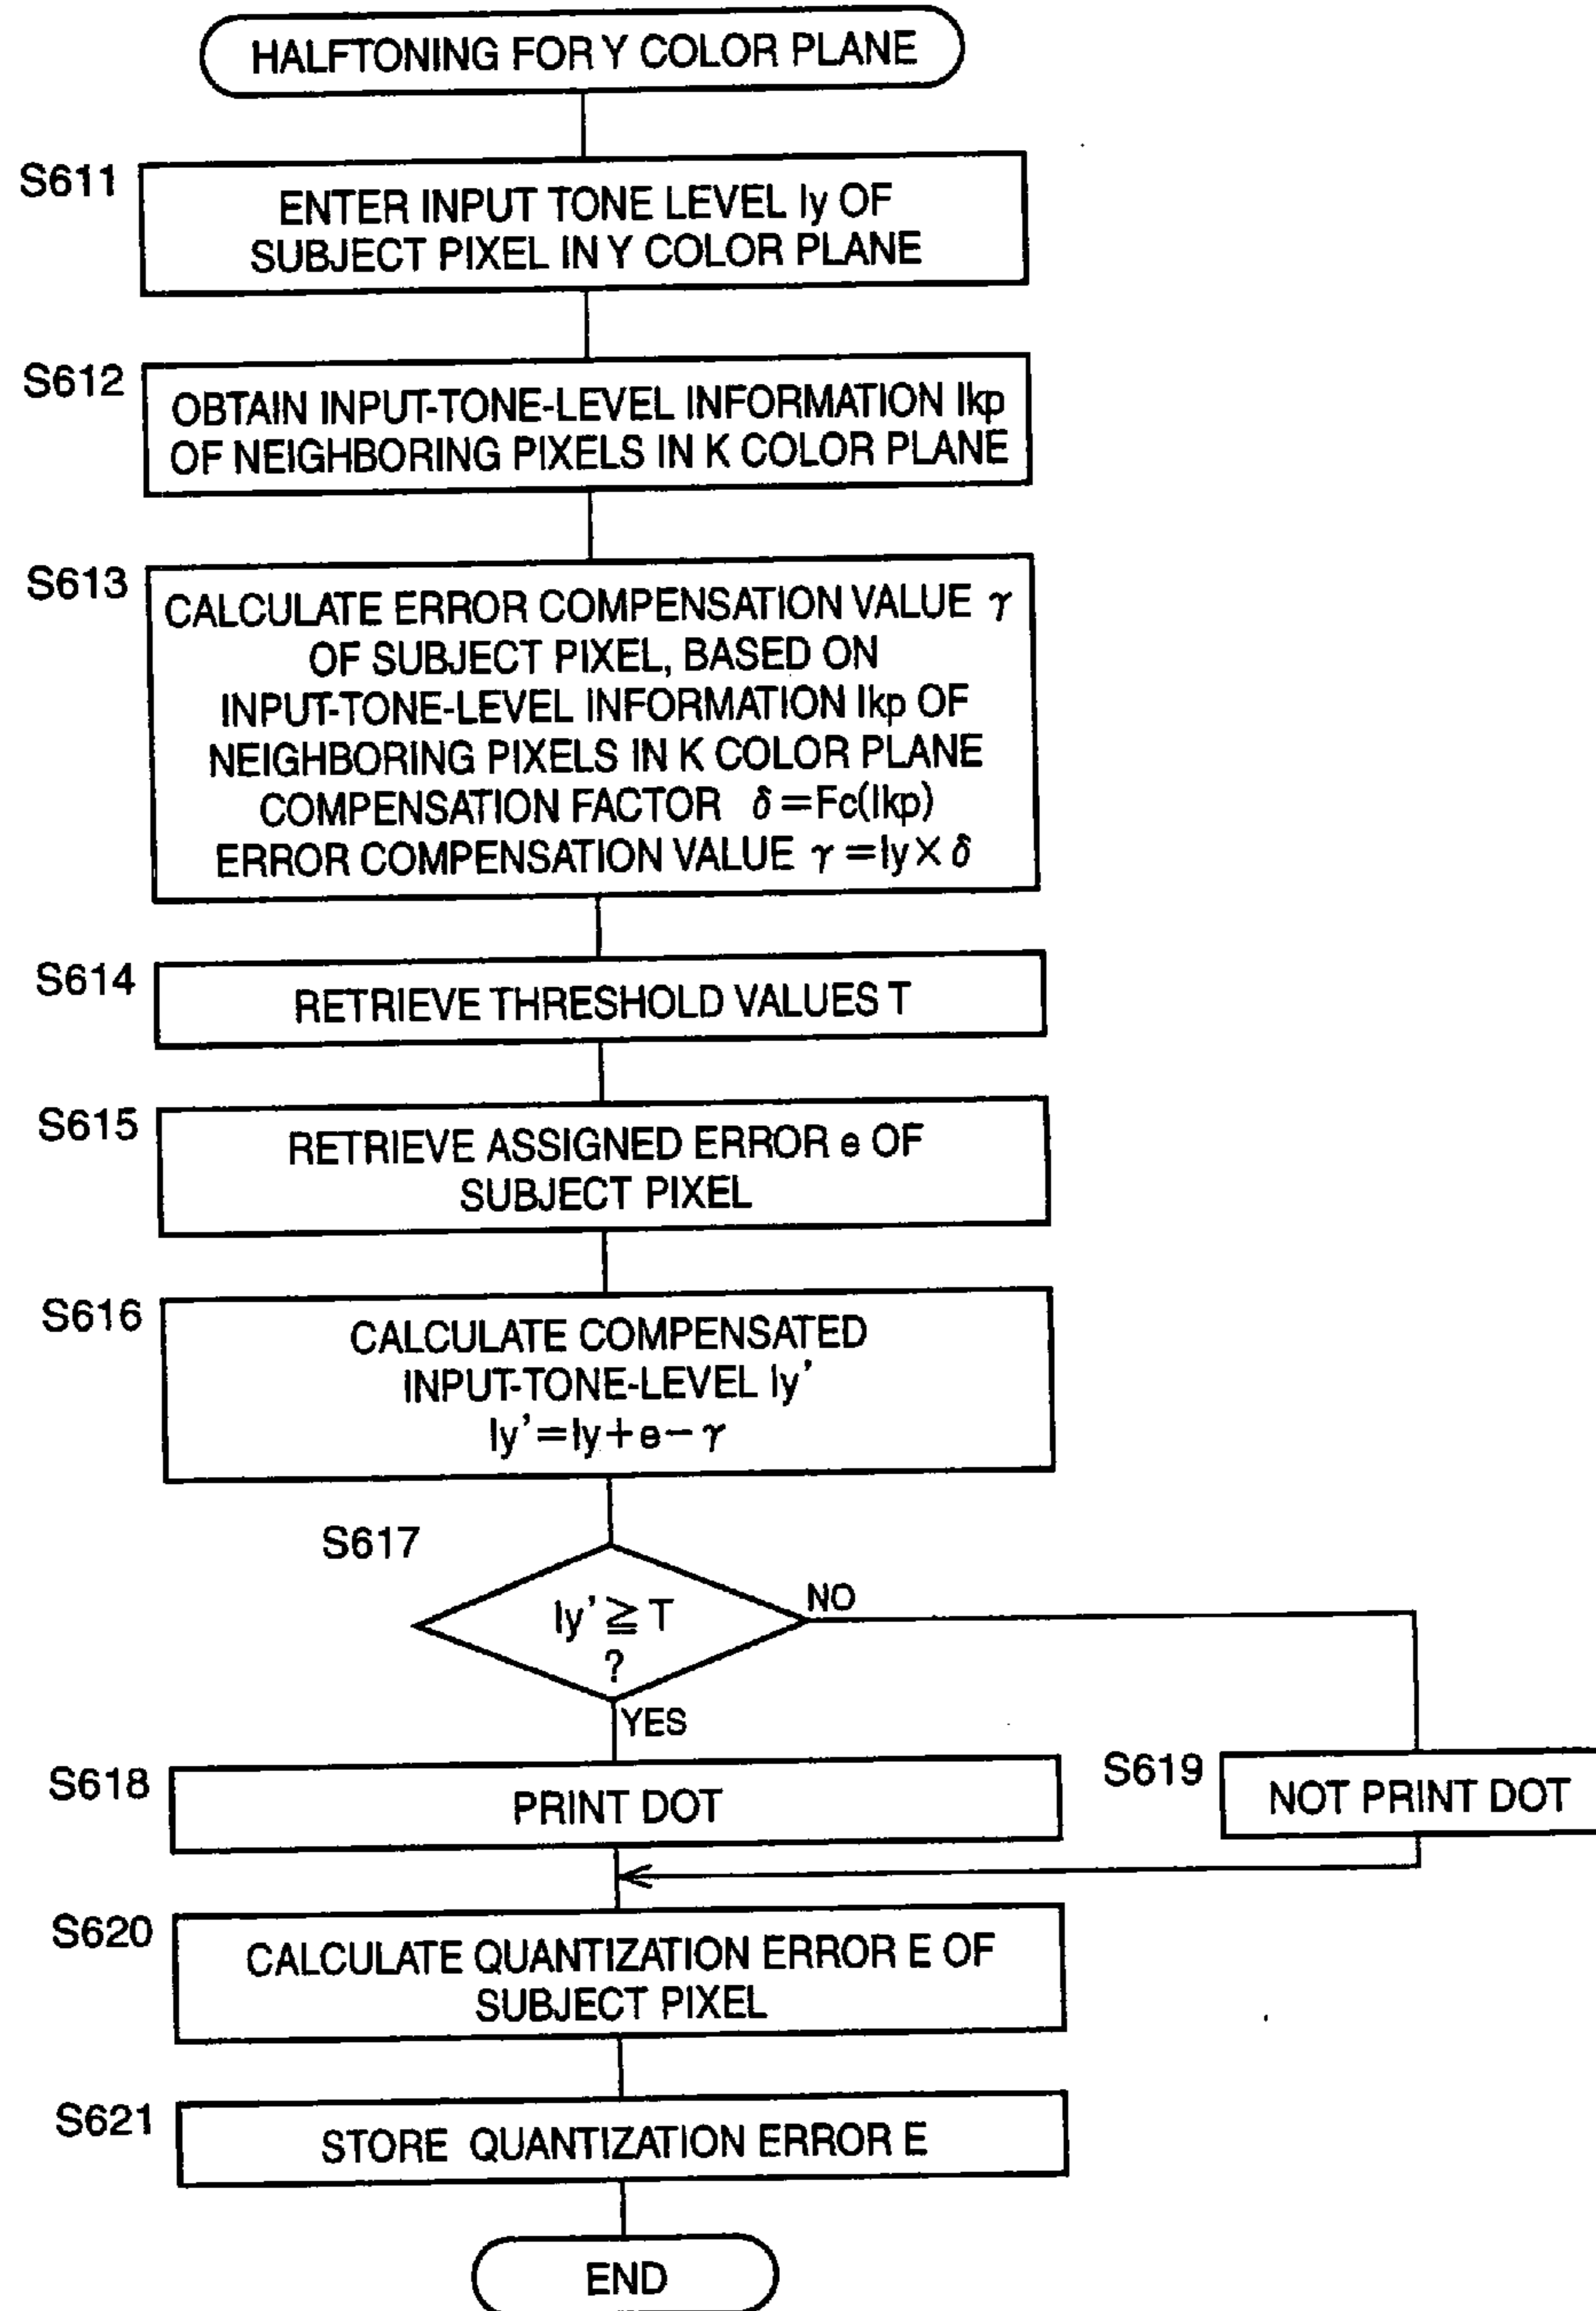 HALFTONING FOR Y COLOR PLANE
S611
ENTER INPUT TONE LEVEL Iy OF
SUBJECT PIXEL IN Y COLOR PLANE
S612
OBTAIN INPUT-TONE-LEVEL INFORMATION Ikp
OF NEIGHBORING PIXELS IN K COLOR PLANE
S613
CALCULATE ERROR COMPENSATION VALUE γ
OF SUBJECT PIXEL, BASED ON
INPUT-TONE-LEVEL INFORMATION Ikp OF
NEIGHBORING PIXELS IN K COLOR PLANE
COMPENSATION FACTOR δ=Fc(Ikp)
ERROR COMPENSATION VALUE γ=Iy×δ
S614
RETRIEVE THRESHOLD VALUES T
S615
RETRIEVE ASSIGNED ERROR e OF
SUBJECT PIXEL
S616
CALCULATE COMPENSATED
INPUT-TONE-LEVEL Iy'
Iy'=Iy+e-γ
S617
Iy'≧T
?
NO
YES
S618
PRINT DOT
S619
NOT PRINT DOT
S620
CALCULATE QUANTIZATION ERROR E OF
SUBJECT PIXEL
S621
STORE QUANTIZATION ERROR E
END